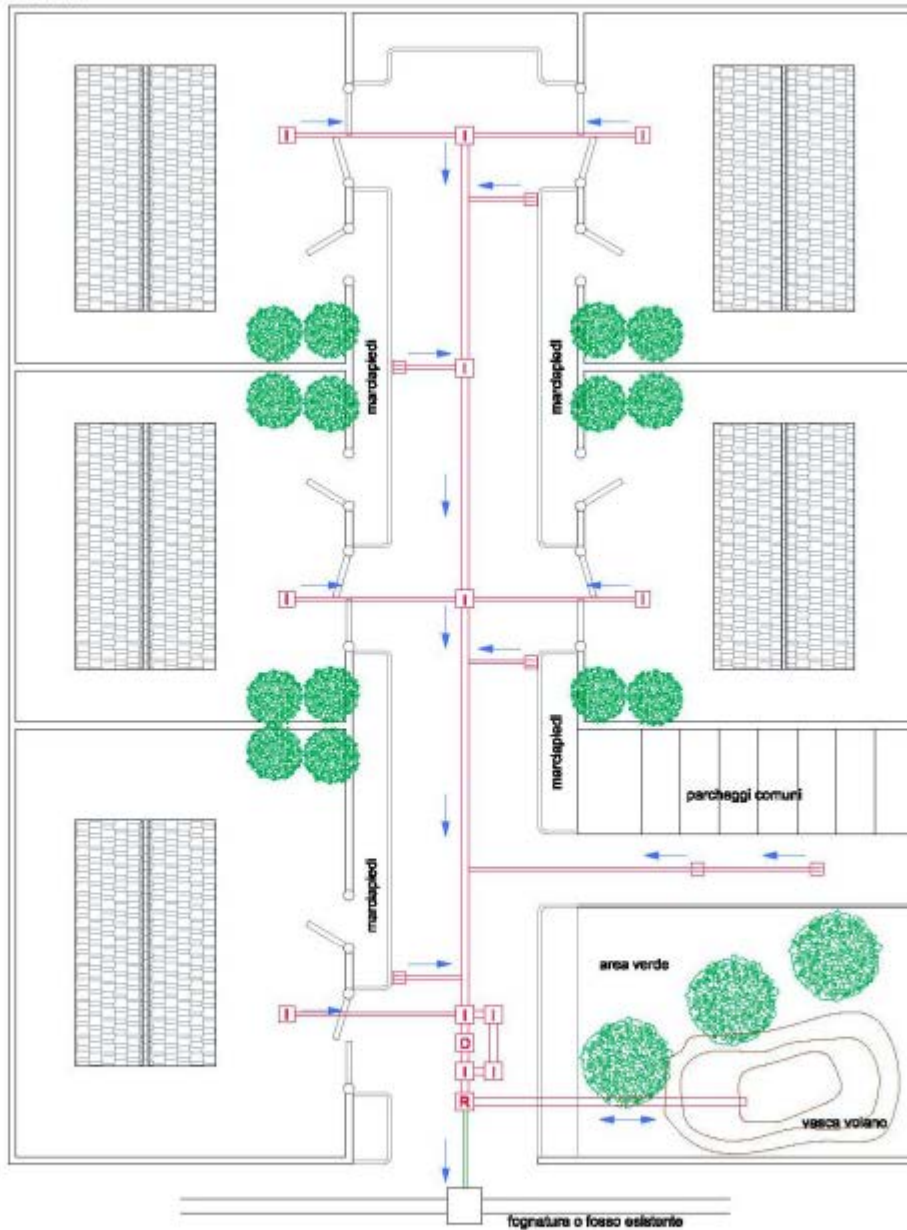 I
I
I
marciapiedi
marciapiedi
I
I
I
I
marciapiedi
parcheggi comuni
marciapiedi
area verde
I
I
I
D
I
I
R
vasca volano
fognatura o fosso esistente